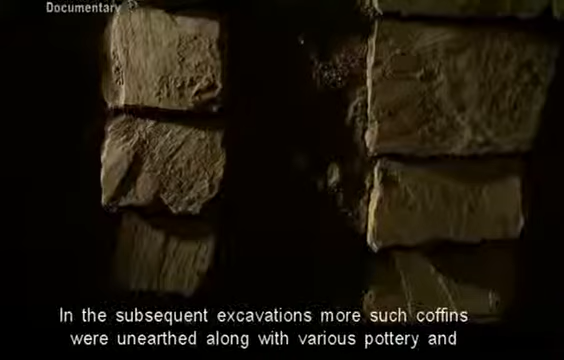 Documentary
In the subsequent excavations more such coffins
were unearthed along with various pottery and